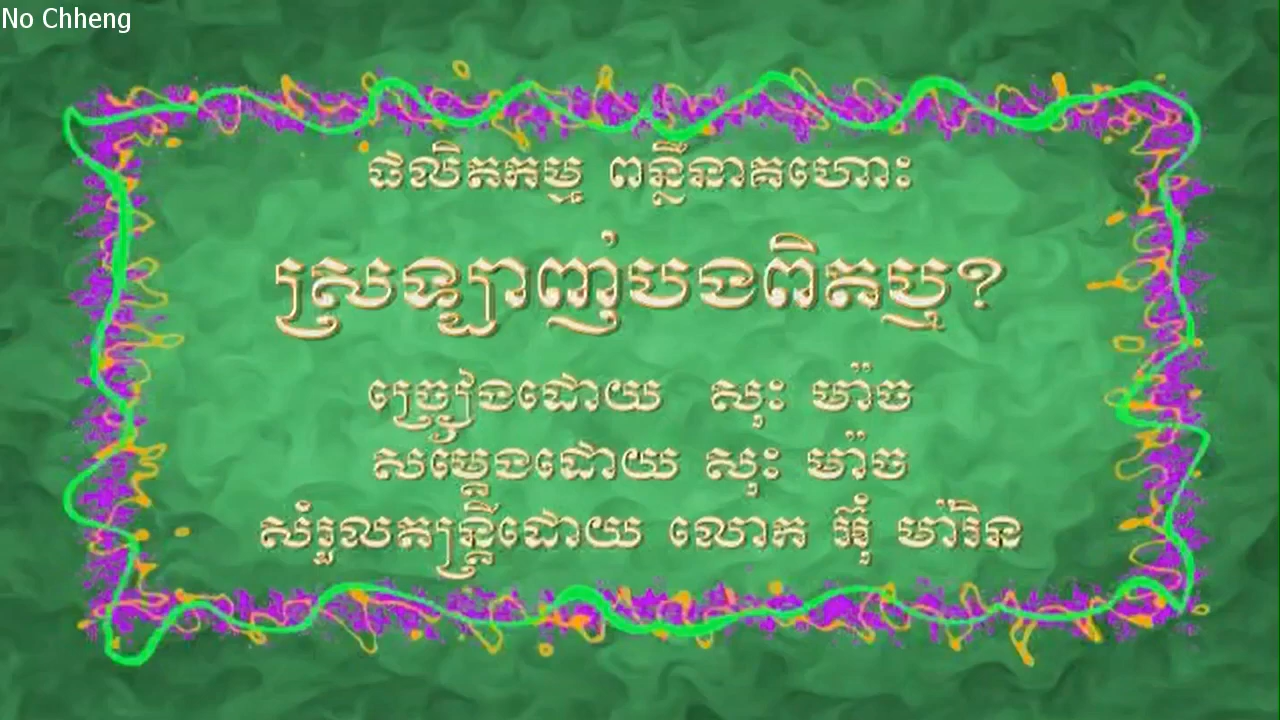 No Chheng
ផលិតកម្ម ពន្លឺនាគហោះ
ស្រឡាញ់បងពិតឬ?
ច្រៀងដោយ សុះ ម៉ាច
សម្ដែងដោយ សុះ ម៉ាច
សំរួលតន្ត្រីដោយ លោក អ៊ុំ ម៉ារិន